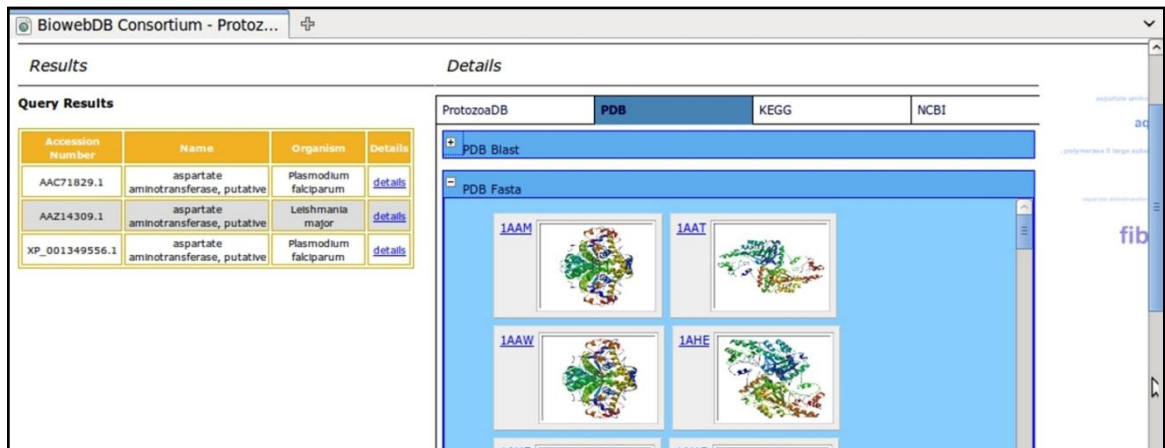 BiowebDB Consortium - Protoz...
Results
Details
Query Results
ProtozoaDB PDB KEGG NCBI
Accession Number Name Organism Details
AAC71829.1 aspartate aminotransferase, putative Plasmodium falciparum details
AAZ14309.1 aspartate aminotransferase, putative Leishmania major details
XP_001349556.1 aspartate aminotransferase, putative Plasmodium falciparum details
PDB Blast
PDB Fasta
1AAM 1AAT
1AAW 1AHE
aq
fib